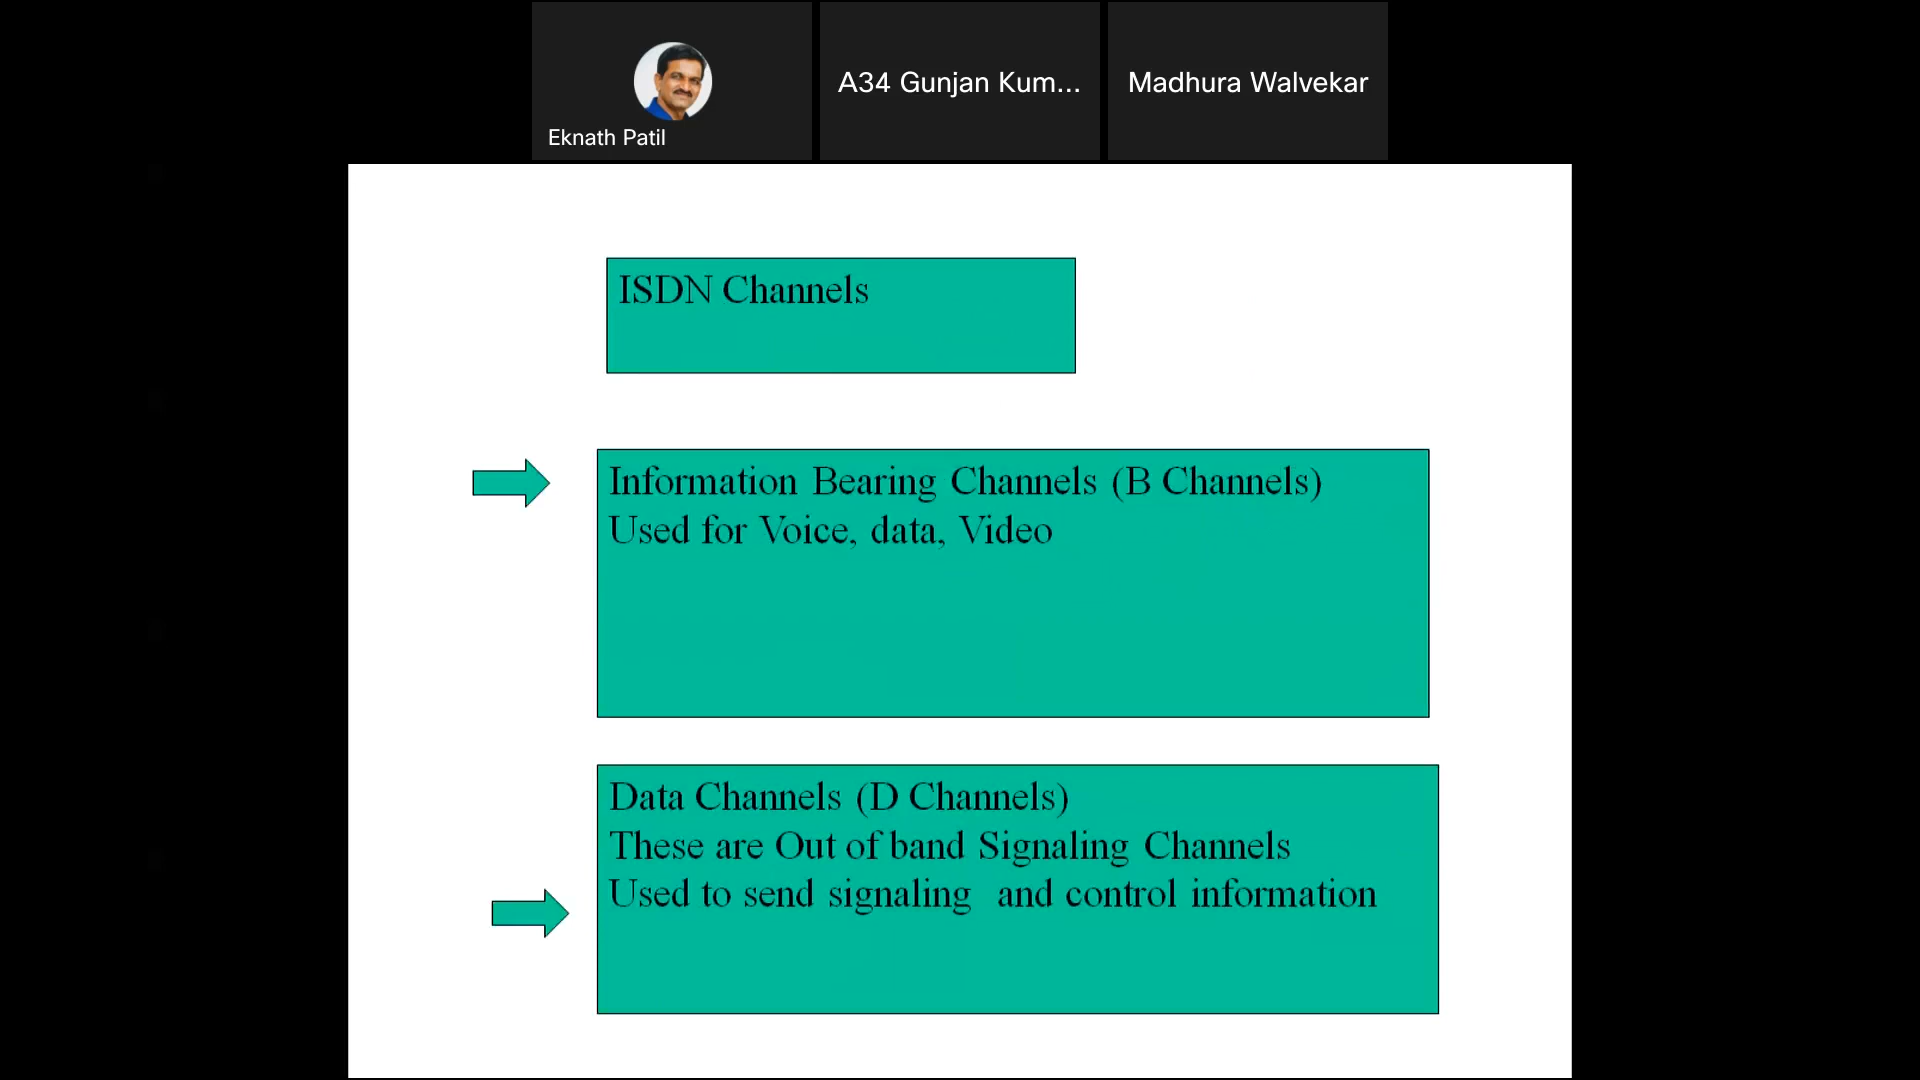 Eknath Patil
A34 Gunjan Kum...
Madhura Walvekar
ISDN Channels
Information Bearing Channels (B Channels)
Used for Voice, data, Video
Data Channels (D Channels)
These are Out of band Signaling Channels
Used to send signaling and control information